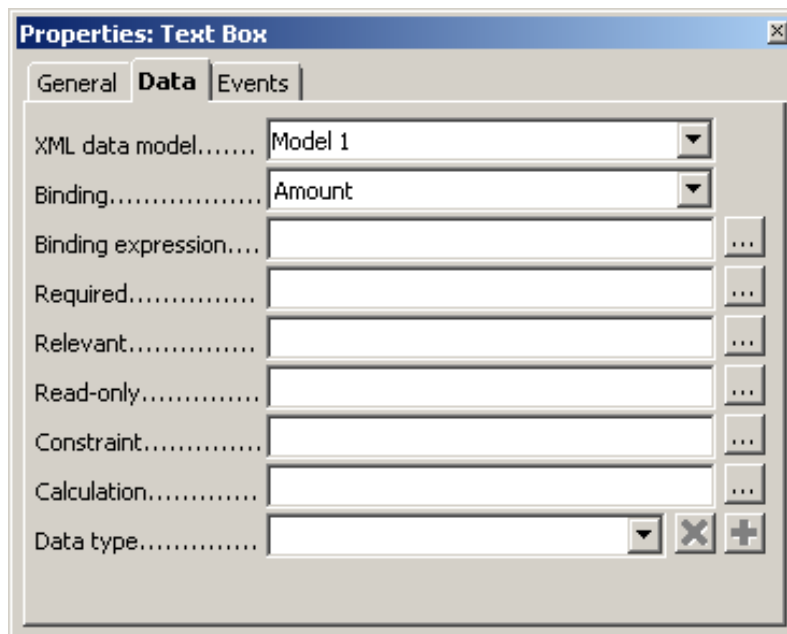 Properties: Text Box
General Data Events
XML data model....... Model 1
Binding.................. Amount
Binding expression.... ...
Required............... ...
Relevant............... ...
Read-only.............. ...
Constraint............. ...
Calculation............. ...
Data type..............